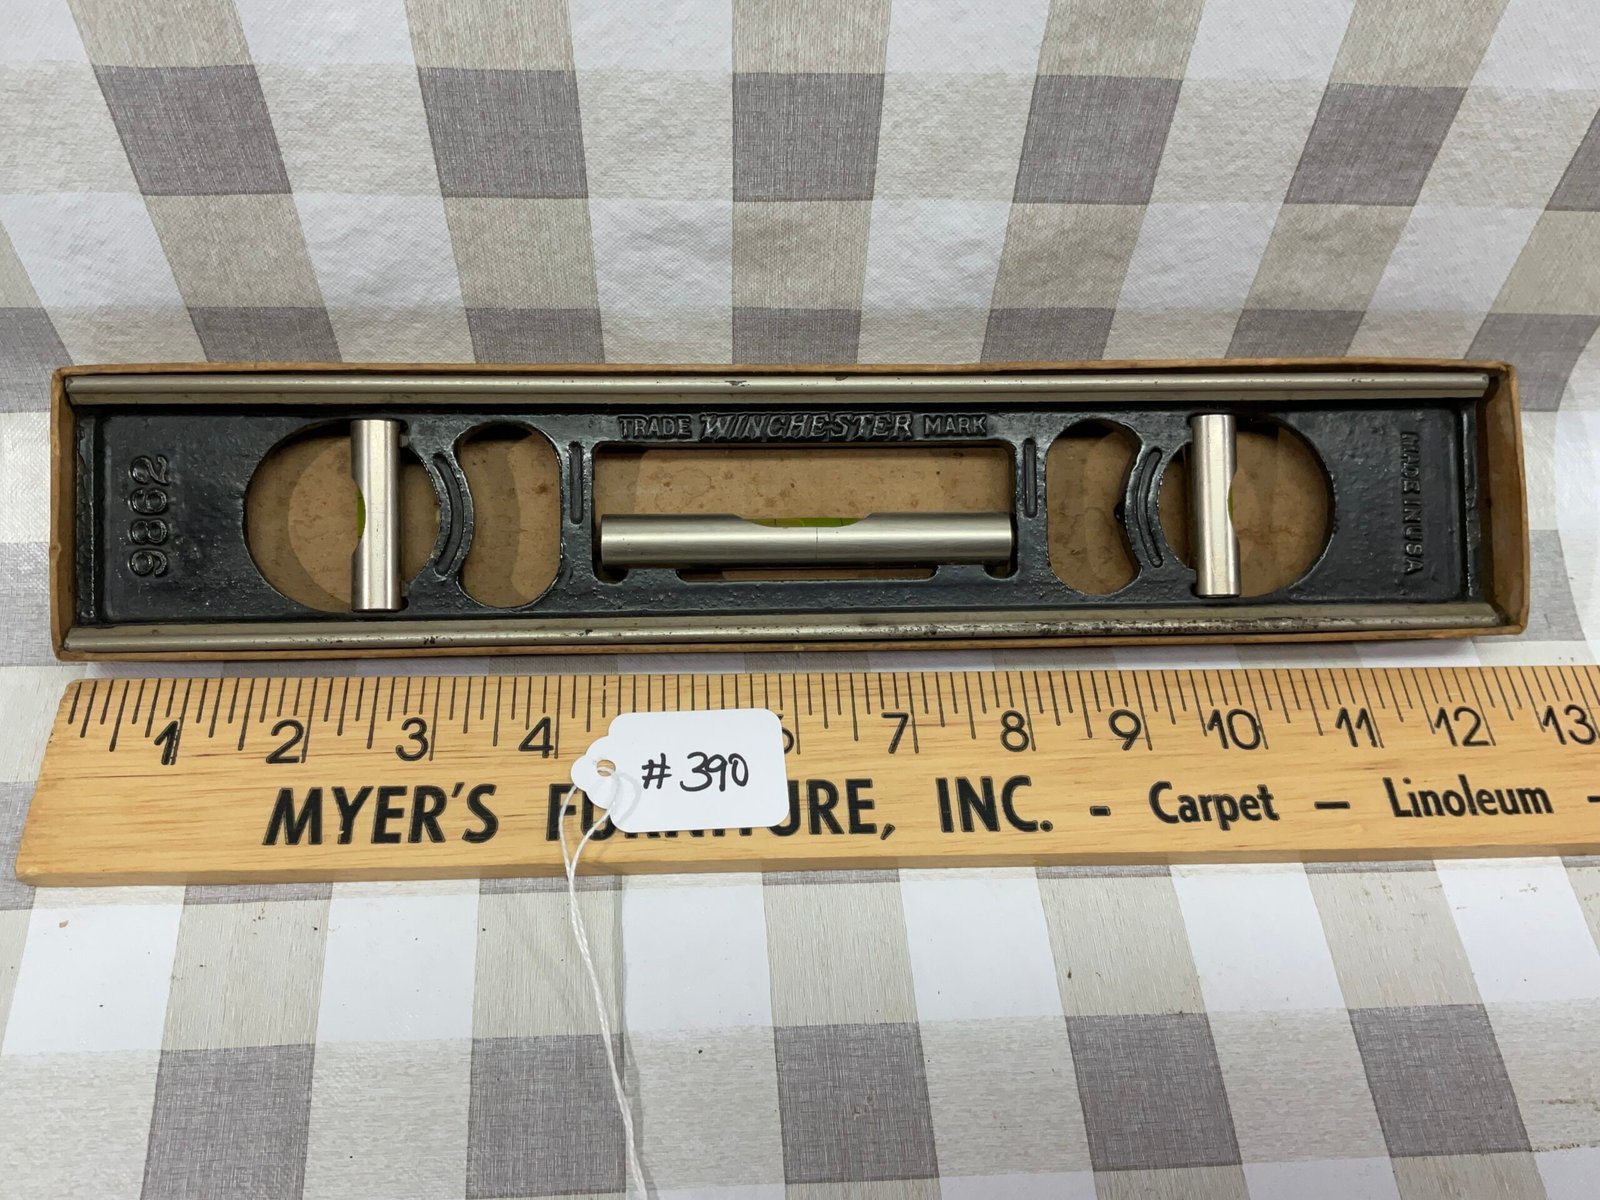 TRADE WINCHESTER MARK
9862
MADE IN USA
1 2 3 4 6 7 8 9 10 11 12 13
#390
MYER'S FURNITURE, INC. - Carpet — Linoleum -